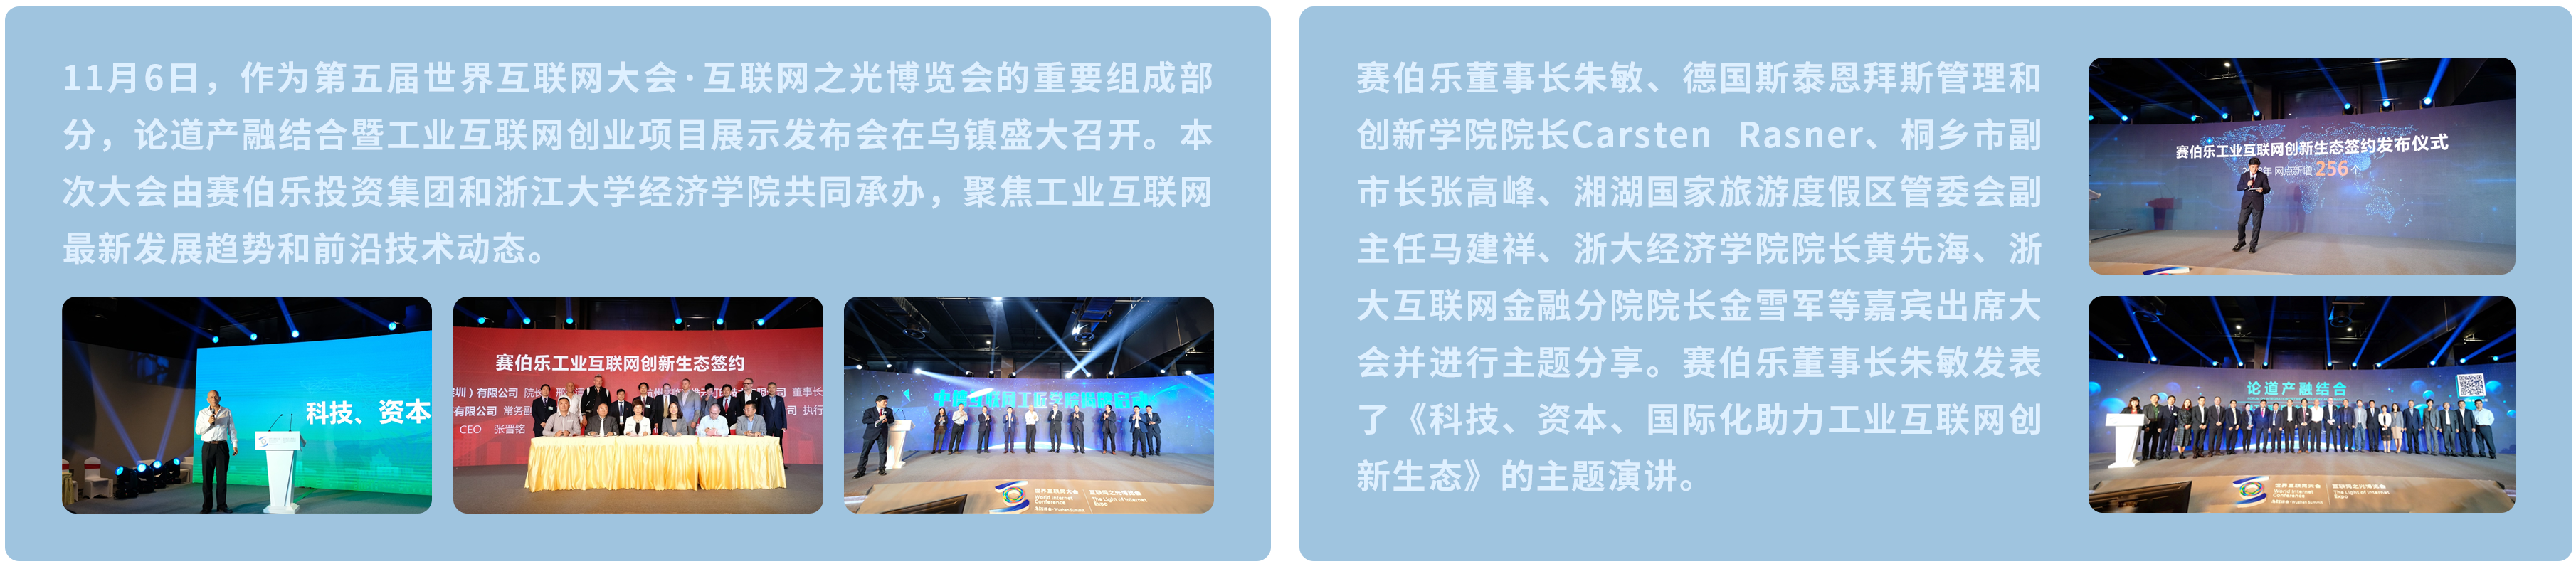 11月6日，作为第五届世界互联网大会·互联网之光博览会的重要组成部
分，论道产融结合暨工业互联网创业项目展示发布会在乌镇盛大召开。本
次大会由赛伯乐投资集团和浙江大学经济学院共同承办，聚焦工业互联网
最新发展趋势和前沿技术动态。
科技、资本
赛伯乐工业互联网创新生态签约
圳）有限公司 院长
董事长
有限公司 常务副
司 执行
CEO 张晋铭
世界互联网大会
World Internet
Conference
互联网之光博览会
The Light of Internet
Expo
赛伯乐董事长朱敏、德国斯泰恩拜斯管理和
创新学院院长Carsten Rasner、桐乡市副
市长张高峰、湘湖国家旅游度假区管委会副
主任马建祥、浙大经济学院院长黄先海、浙
大互联网金融分院院长金雪军等嘉宾出席大
会并进行主题分享。赛伯乐董事长朱敏发表
了《科技、资本、国际化助力工业互联网创
新生态》的主题演讲。
赛伯乐工业互联网创新生态签约发布仪式
年 网点新增 256 个
论道产融结合
世界互联网大会
World Internet
Conference
互联网之光博览会
The Light of Internet
Expo